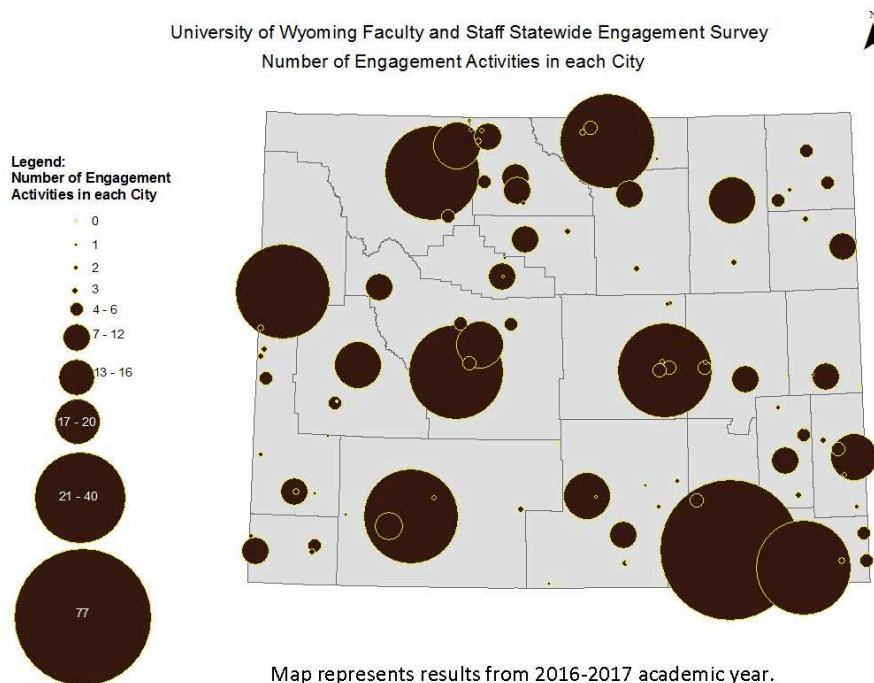 University of Wyoming Faculty and Staff Statewide Engagement Survey
Number of Engagement Activities in each City
N
Legend:
Number of Engagement
Activities in each City
0
1
2
3
4 - 6
7 - 12
13 - 16
17 - 20
21 - 40
77
Map represents results from 2016-2017 academic year.